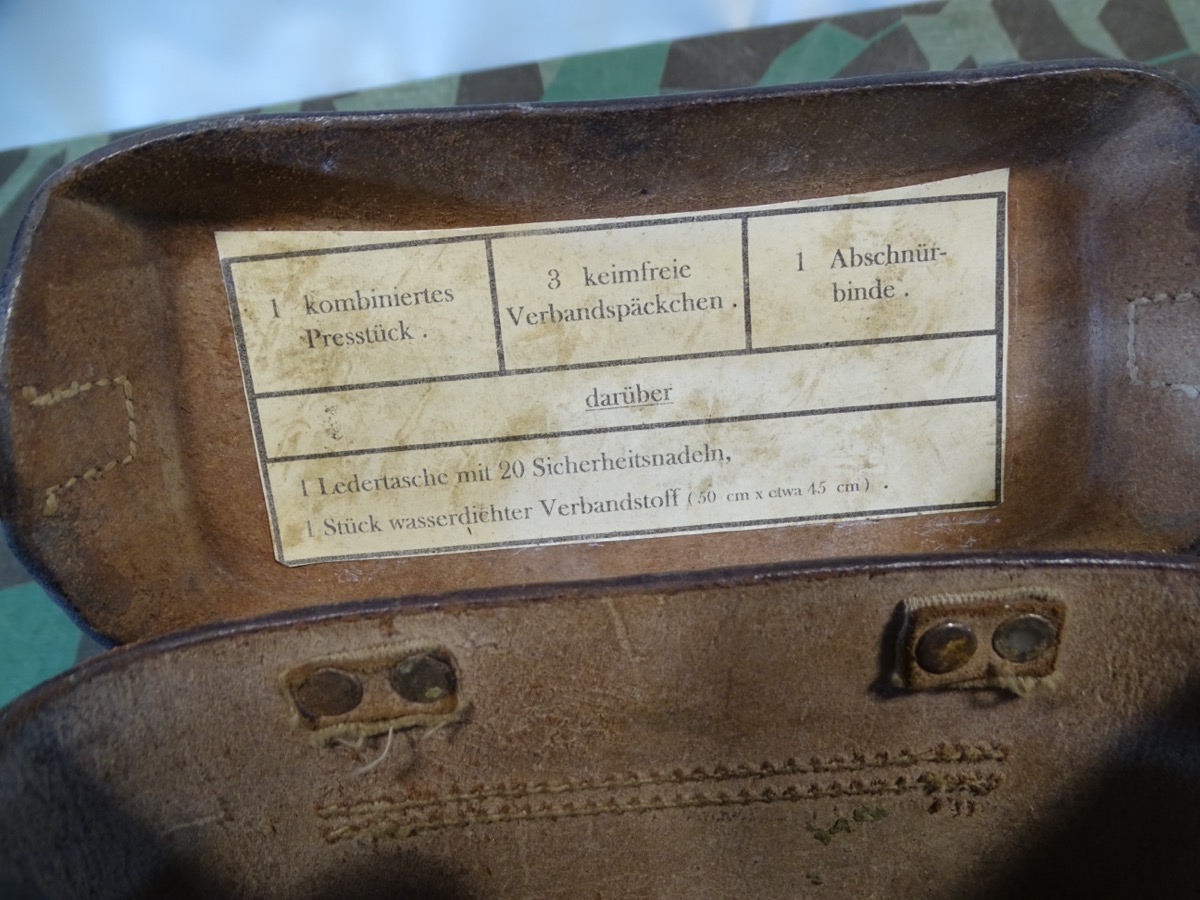 1 kombiniertes
Presstück .
3 keimfreie
Verbandspäckchen .
1 Abschnür-
binde .
darüber
1 Ledertasche mit 20 Sicherheitsnadeln,
1 Stück wasserdichter Verbandstoff (50 cm x etwa 45 cm) .